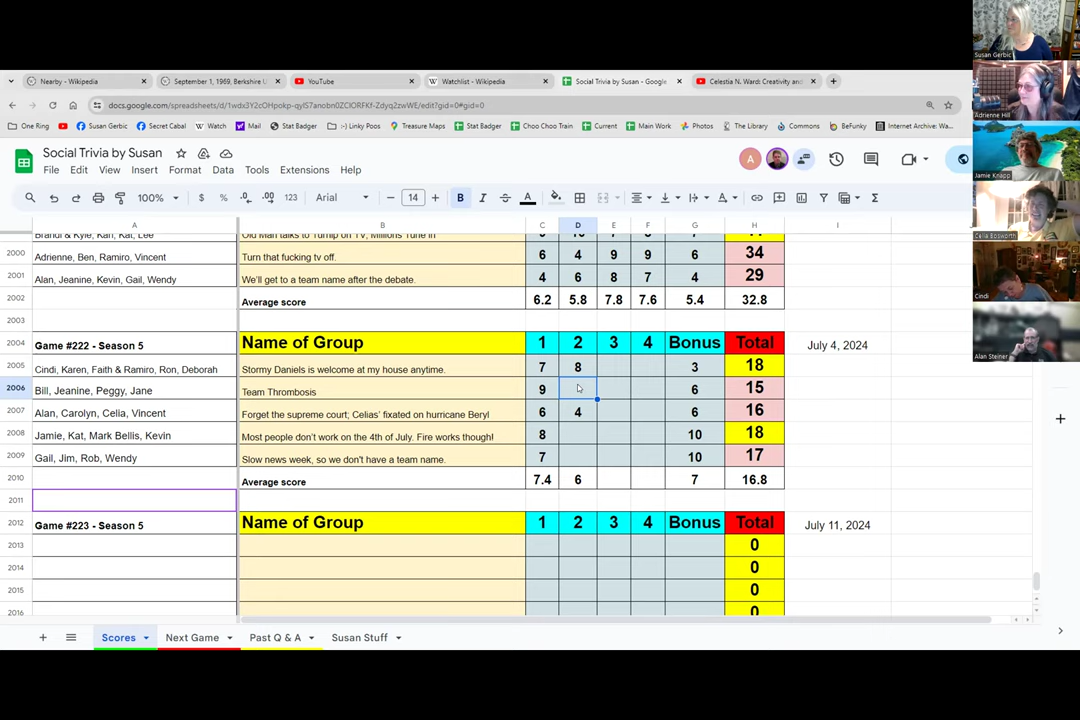 Nearby - Wikipedia
September 1, 1969, Berkshire U
YouTube
Watchlist - Wikipedia
Social Trivia by Susan - Google
Celestia N. Ward: Creativity and
docs.google.com/spreadsheets/d/
One Ring Susan Gerbic Secret Cabal Watch Mail Stat Badger :-) Linky Poos Treasure Maps Stat Badger Choo Choo Train Current Main Work Photos The Library Commons BeFunky Internet Archive: Wa...
Social Trivia by Susan
File Edit View Insert Format Data Tools Extensions Help
100% $ % .0 .00 123 Arial 14 B I A
A B C D E F G H I
2000 Adrienne, Ben, Ramiro, Vincent Turn that fucking tv off. 6 4 9 9 6 34
2001 Alan, Jeanine, Kevin, Gail, Wendy We'll get to a team name after the debate. 4 6 8 7 4 29
2002 Average score 6.2 5.8 7.8 7.6 5.4 32.8
2003
2004 Game #222 - Season 5 Name of Group 1 2 3 4 Bonus Total July 4, 2024
2005 Cindi, Karen, Faith & Ramiro, Ron, Deborah Stormy Daniels is welcome at my house anytime. 7 8 3 18
2006 Bill, Jeanine, Peggy, Jane Team Thrombosis 9 6 15
2007 Alan, Carolyn, Celia, Vincent Forget the supreme court; Celias' fixated on hurricane Beryl 6 4 6 16
2008 Jamie, Kat, Mark Bellis, Kevin Most people don't work on the 4th of July. Fire works though! 8 10 18
2009 Gail, Jim, Rob, Wendy Slow news week, so we don't have a team name. 7 10 17
2010 Average score 7.4 6 7 16.8
2011
2012 Game #223 - Season 5 Name of Group 1 2 3 4 Bonus Total July 11, 2024
2013 0
2014 0
2015 0
2016 0
Scores Next Game Past Q & A Susan Stuff
Susan Gerbic
Adrienne Hill
Jamie Knapp
Celia Bosworth
Cindi
Alan Steiner